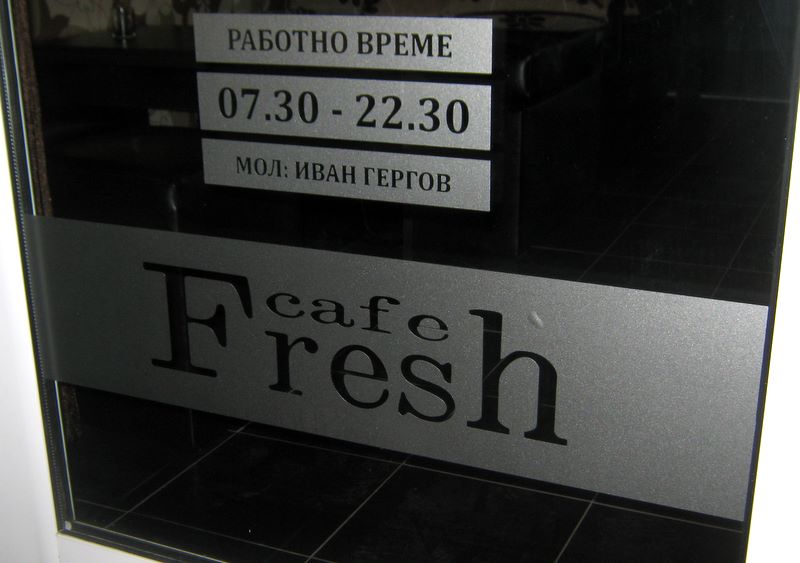 РАБОТНО ВРЕМЕ
07.30 - 22.30
МОЛ: ИВАН ГЕРГОВ
cafe
Fresh